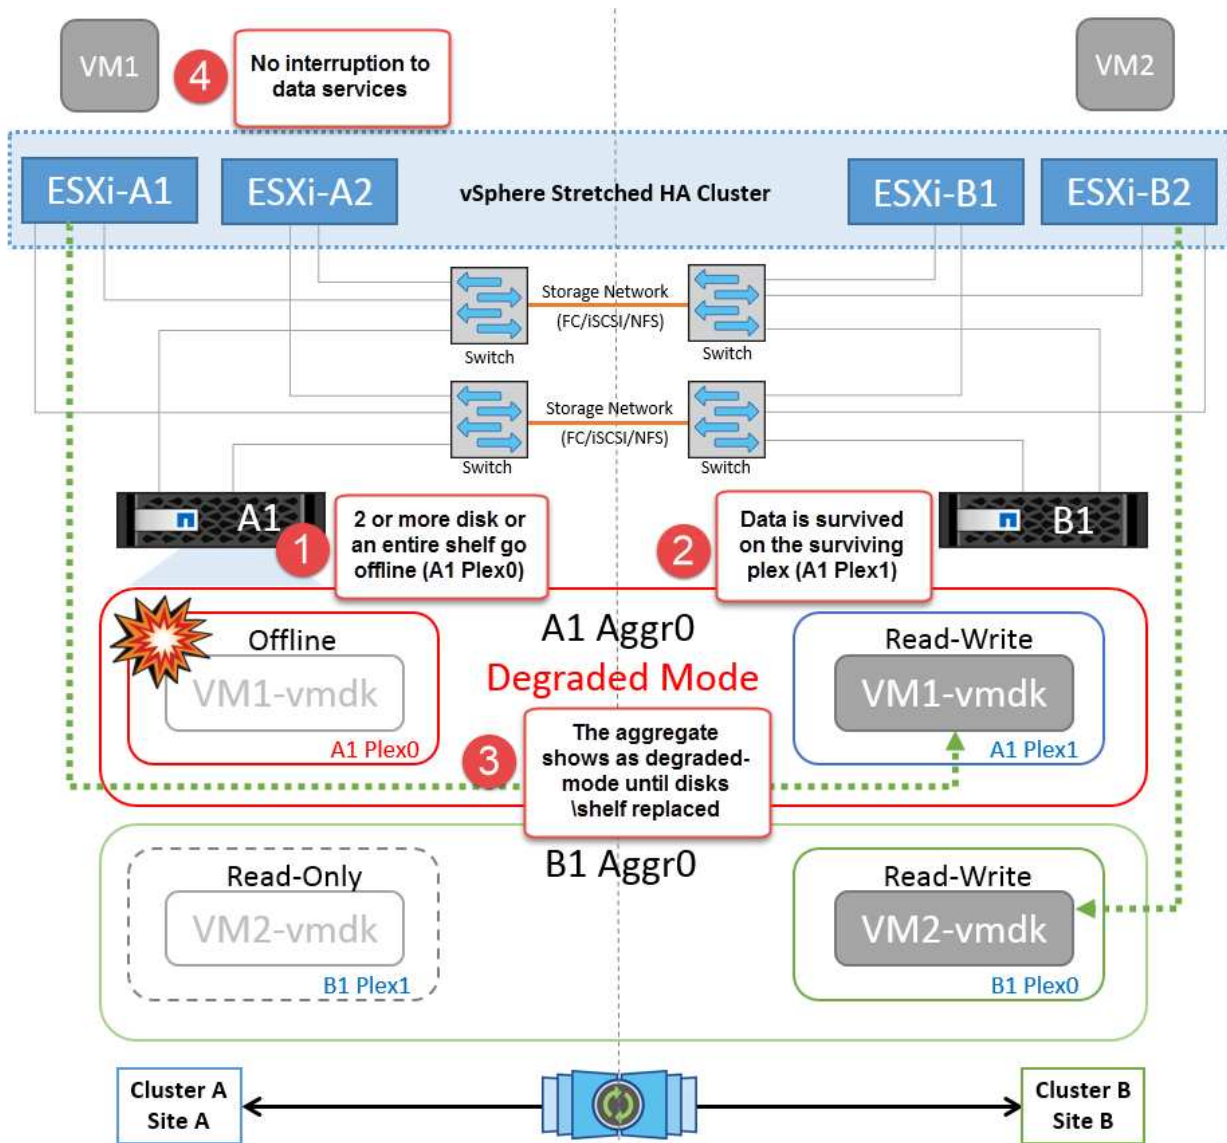 VM1
4
No interruption to
data services
VM2
ESXi-A1
ESXi-A2
vSphere Stretched HA Cluster
ESXi-B1
ESXi-B2
Storage Network
(FC/iSCSI/NFS)
Switch
Switch
Storage Network
(FC/iSCSI/NFS)
Switch
Switch
A1
1
2 or more disk or
an entire shelf go
offline (A1 Plex0)
2
Data is survived
on the surviving
plex (A1 Plex1)
B1
A1 Aggr0
Degraded Mode
Offline
VM1-vmdk
A1 Plex0
Read-Write
VM1-vmdk
A1 Plex1
3
The aggregate
shows as degraded-
mode until disks
\shelf replaced
B1 Aggr0
Read-Only
VM2-vmdk
B1 Plex1
Read-Write
VM2-vmdk
B1 Plex0
Cluster A
Site A
Cluster B
Site B